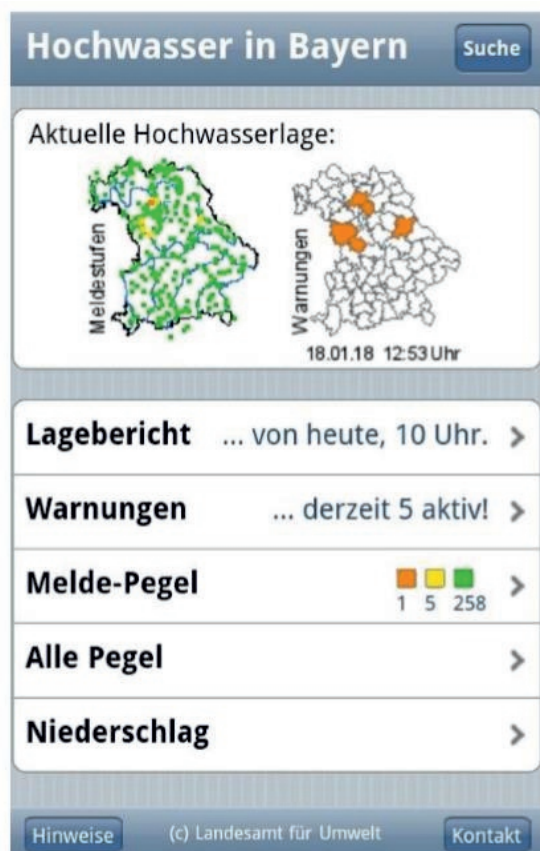 Hochwasser in Bayern Suche
Aktuelle Hochwasserlage:
Meldestufen
Warnungen
18.01.18 12:53 Uhr
Lagebericht ... von heute, 10 Uhr.
Warnungen ... derzeit 5 aktiv!
Melde-Pegel
1 5 258
Alle Pegel
Niederschlag
Hinweise (c) Landesamt für Umwelt Kontakt